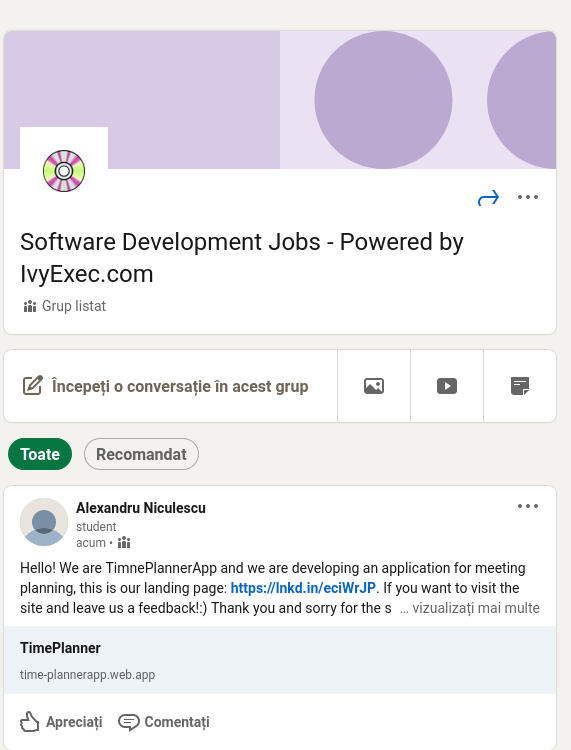 Software Development Jobs - Powered by
IvyExec.com
Grup listat
Începeți o conversație în acest grup
Toate
Recomandat
Alexandru Niculescu
student
acum •
Hello! We are TimnePlannerApp and we are developing an application for meeting
planning, this is our landing page: https://lnkd.in/eciWrJP. If you want to visit the
site and leave us a feedback!:) Thank you and sorry for the s … vizualizați mai multe
TimePlanner
time-plannerapp.web.app
Apreciați
Comentați